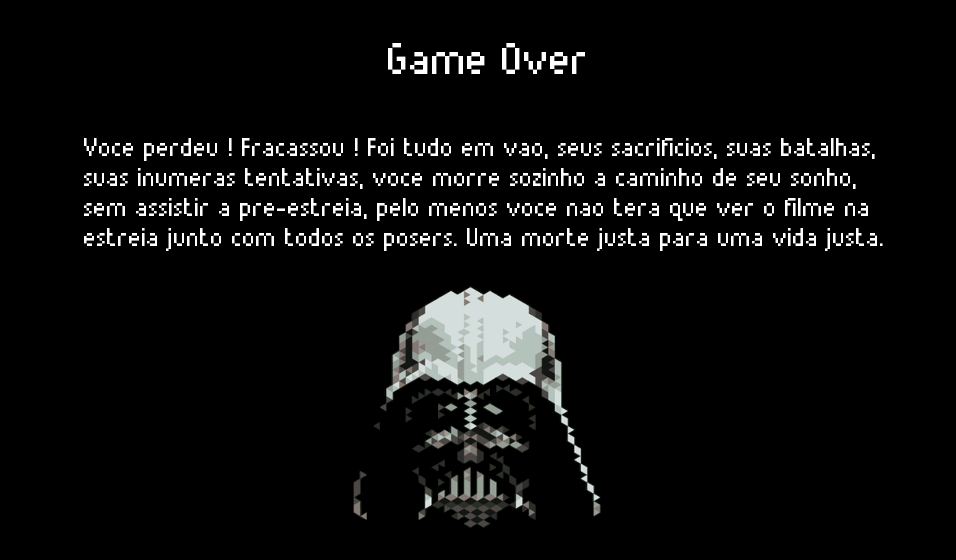 Game Over
Voce perdeu ! Fracassou ! Foi tudo em vao, seus sacrificios, suas batalhas,
suas inumeras tentativas, voce morre sozinho a caminho de seu sonho,
sem assistir a pre-estreia, pelo menos voce nao tera que ver o filme na
estreia junto com todos os posers. Uma morte justa para uma vida justa.